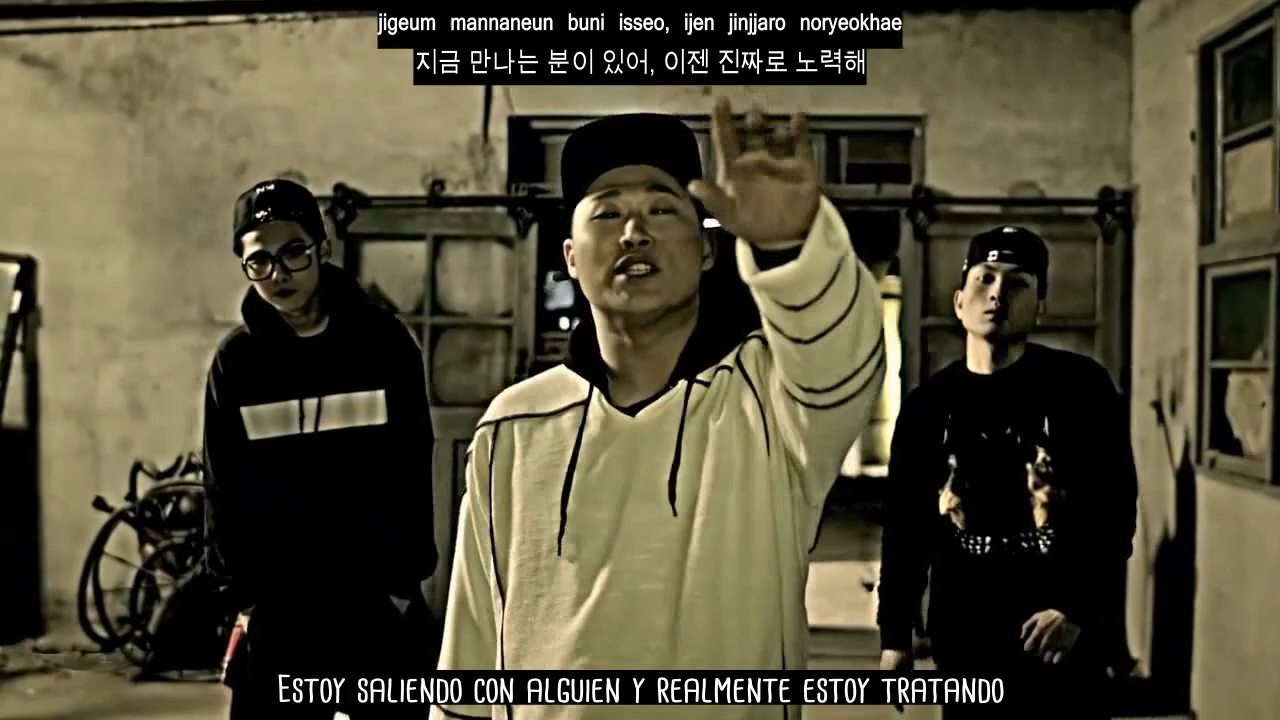 jigeum mannaneun buni isseo, ijen jinjjaro noryeokhae
지금 만나는 분이 있어, 이젠 진짜로 노력해
ESTOY SALIENDO CON ALGUIEN Y REALMENTE ESTOY TRATANDO